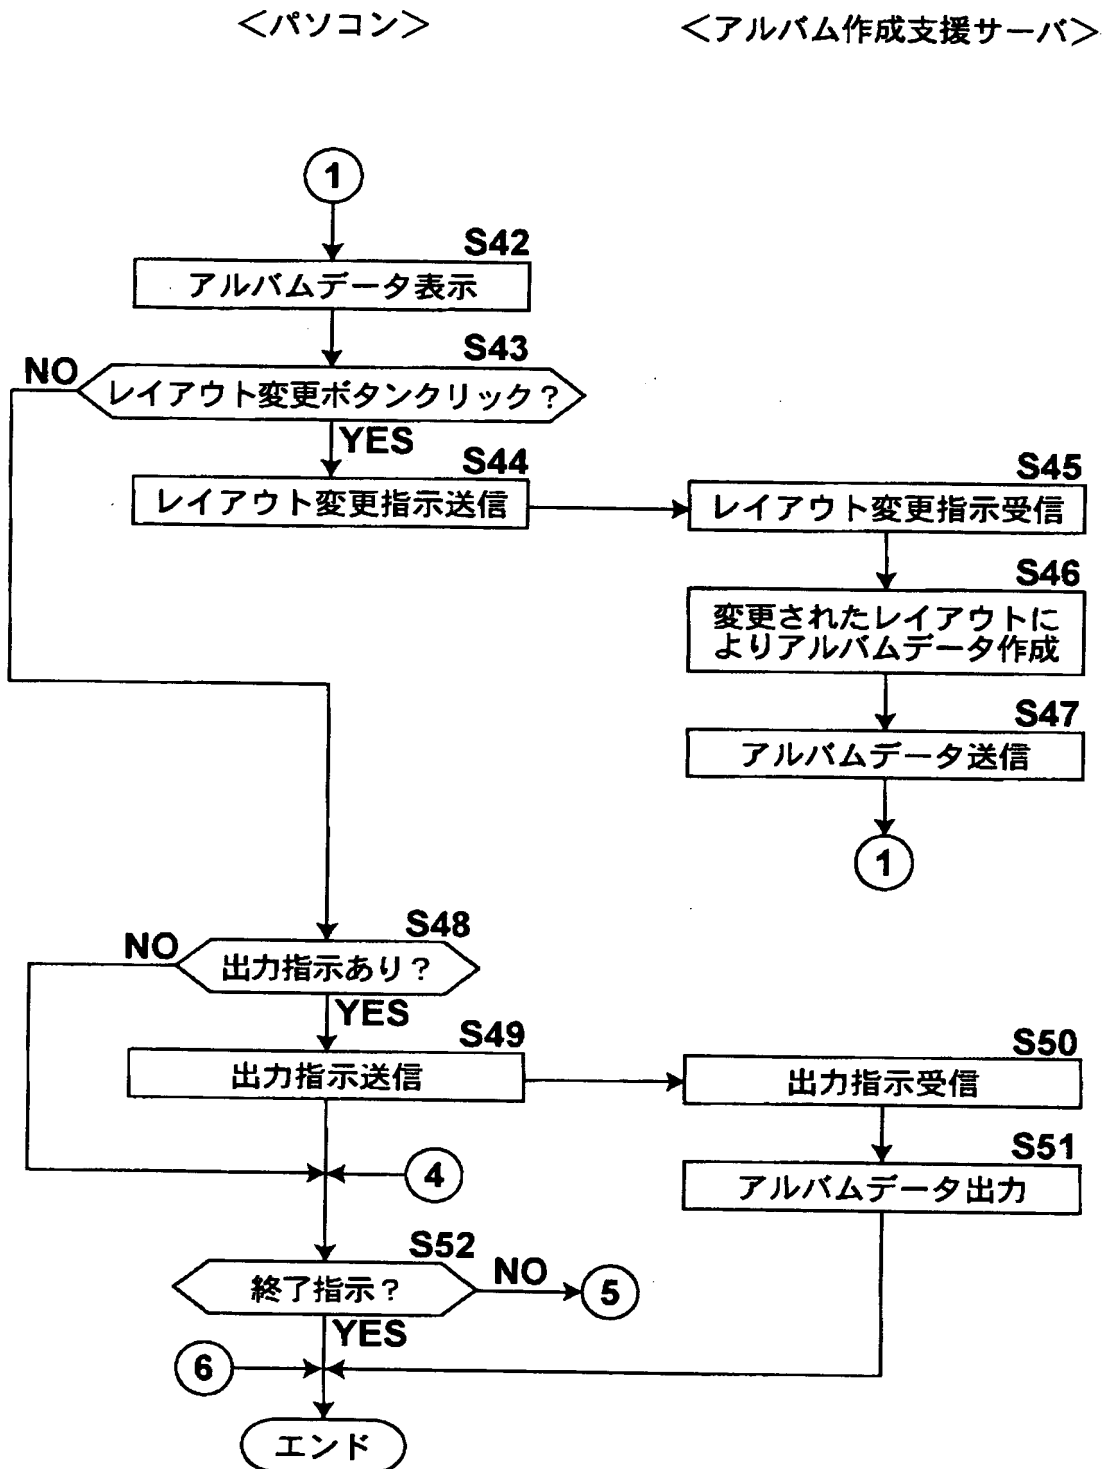 ＜パソコン＞
＜アルバム作成支援サーバ＞
1
S42
アルバムデータ表示
S43
NO
レイアウト変更ボタンクリック？
YES
S44
レイアウト変更指示送信
S45
レイアウト変更指示受信
S46
変更されたレイアウトに
よりアルバムデータ作成
S47
アルバムデータ送信
1
S48
NO
出力指示あり？
YES
S49
出力指示送信
S50
出力指示受信
S51
アルバムデータ出力
4
S52
終了指示？
NO
5
YES
6
エンド